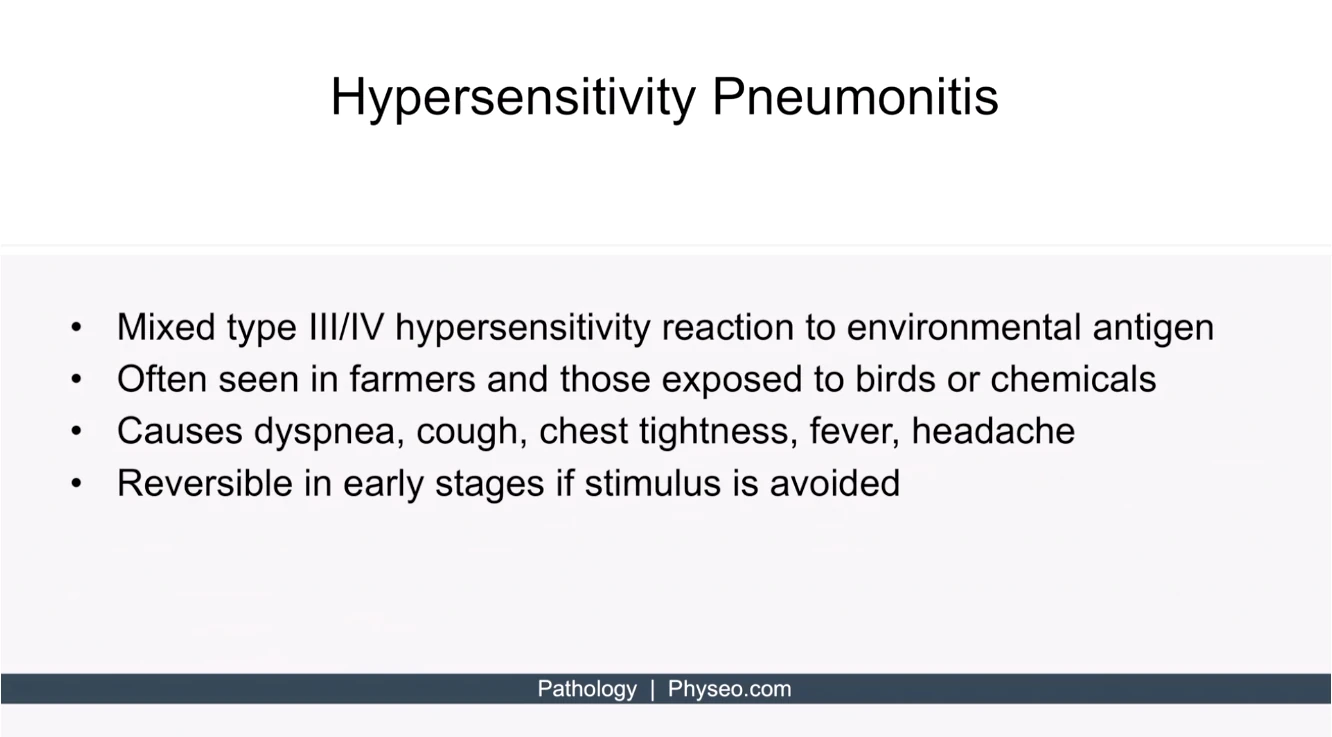 Hypersensitivity Pneumonitis
• Mixed type III/IV hypersensitivity reaction to environmental antigen
• Often seen in farmers and those exposed to birds or chemicals
• Causes dyspnea, cough, chest tightness, fever, headache
• Reversible in early stages if stimulus is avoided
Pathology | Physeo.com